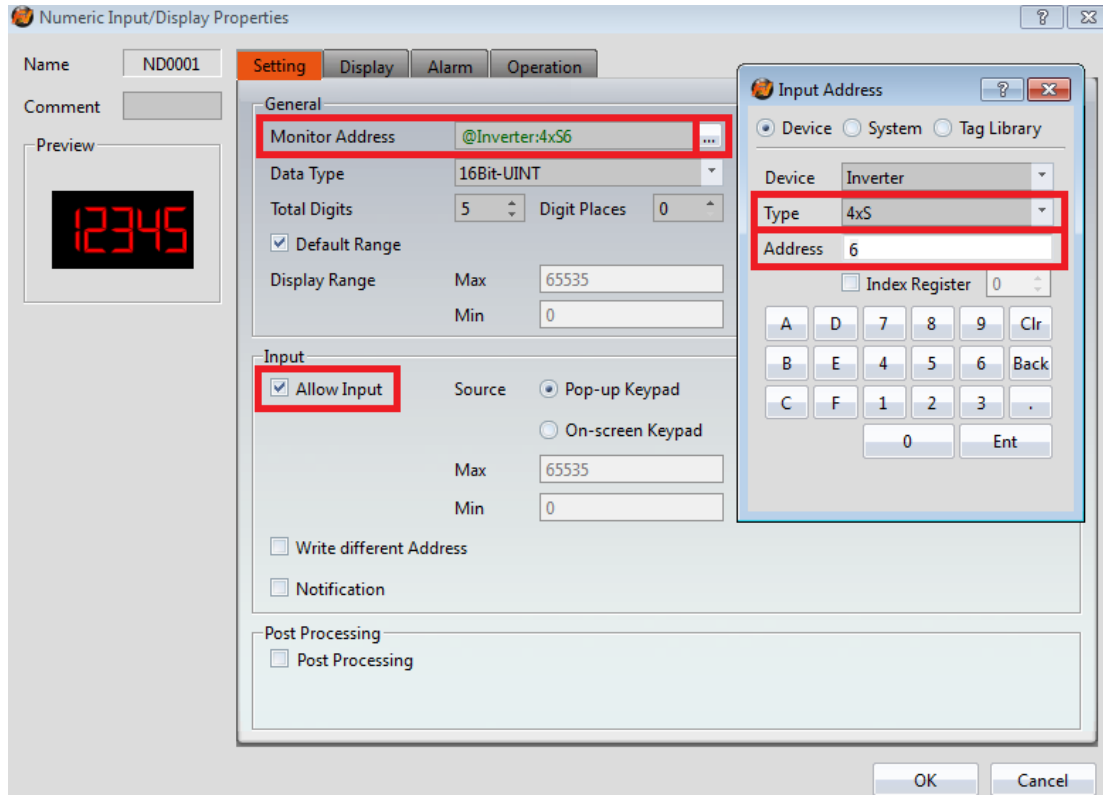 Numeric Input/Display Properties
Name ND0001
Comment
Preview
12345
Setting Display Alarm Operation
General
Monitor Address @Inverter:4xS6 ...
Data Type 16Bit-UINT
Total Digits 5 Digit Places 0
Default Range
Display Range Max 65535
Min 0
Input
Allow Input Source Pop-up Keypad
On-screen Keypad
Max 65535
Min 0
Write different Address
Notification
Post Processing
Post Processing
OK Cancel
Input Address
Device System Tag Library
Device Inverter
Type 4xS
Address 6
Index Register 0
A D 7 8 9 Clr
B E 4 5 6 Back
C F 1 2 3 .
0 Ent